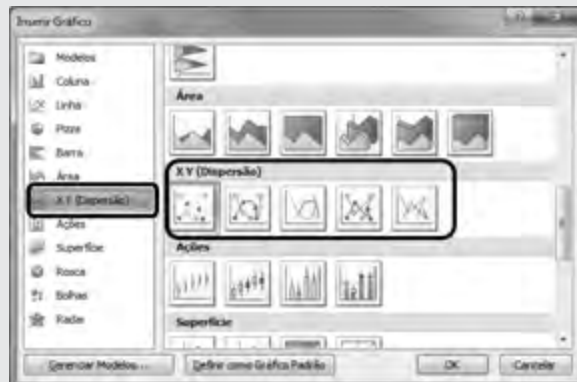 Inserir Gráfico
Modelos
Coluna
Linha
Pizza
Barra
Área
X Y (Dispersão)
Ações
Superfície
Rosca
Bolhas
Radar
Área
X Y (Dispersão)
Ações
Superfície
Gerenciar Modelos...
Definir como Gráfico Padrão
OK
Cancelar